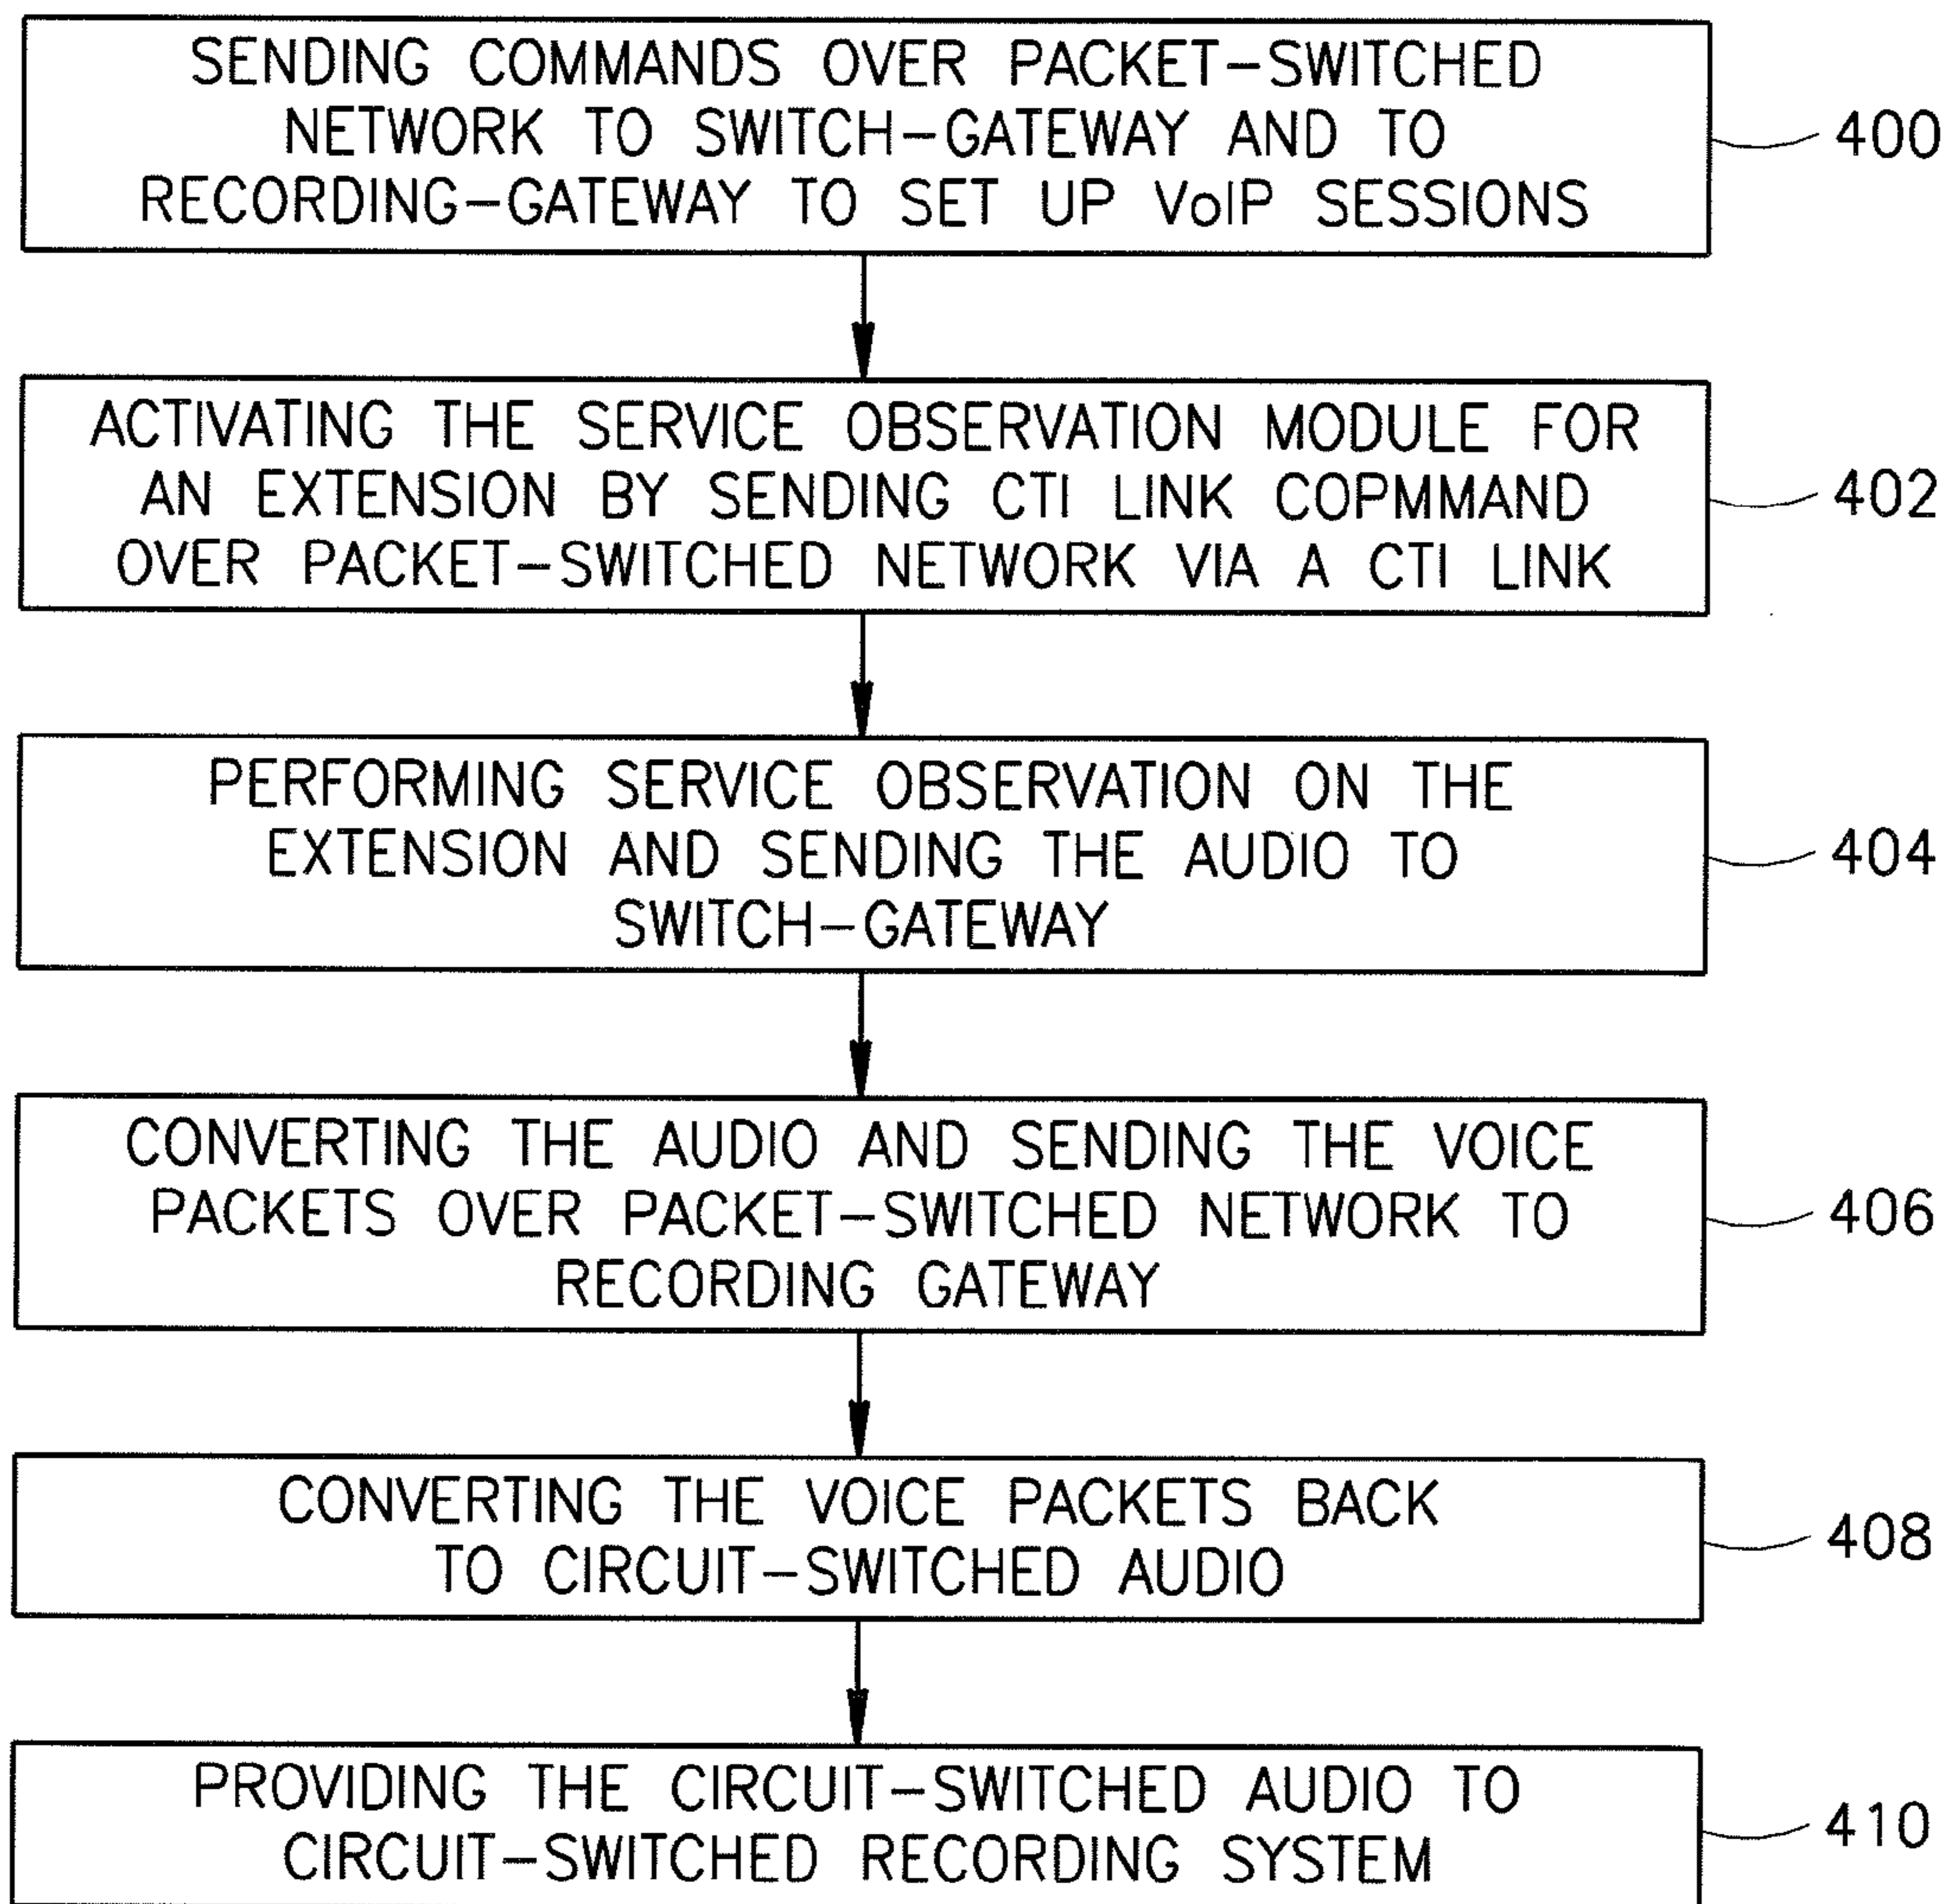 SENDING COMMANDS OVER PACKET-SWITCHED
NETWORK TO SWITCH-GATEWAY AND TO
RECORDING-GATEWAY TO SET UP VoIP SESSIONS
400
ACTIVATING THE SERVICE OBSERVATION MODULE FOR
AN EXTENSION BY SENDING CTI LINK COPMMAND
OVER PACKET-SWITCHED NETWORK VIA A CTI LINK
402
PERFORMING SERVICE OBSERVATION ON THE
EXTENSION AND SENDING THE AUDIO TO
SWITCH-GATEWAY
404
CONVERTING THE AUDIO AND SENDING THE VOICE
PACKETS OVER PACKET-SWITCHED NETWORK TO
RECORDING GATEWAY
406
CONVERTING THE VOICE PACKETS BACK
TO CIRCUIT-SWITCHED AUDIO
408
PROVIDING THE CIRCUIT-SWITCHED AUDIO TO
CIRCUIT-SWITCHED RECORDING SYSTEM
410